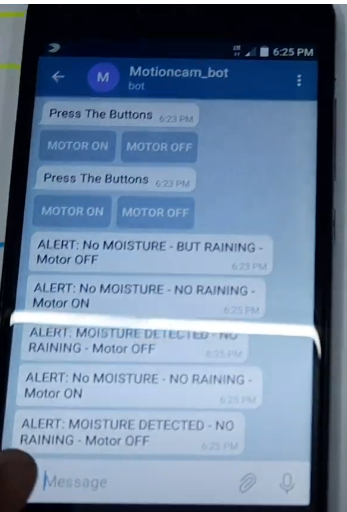 6:25 PM
Motioncam_bot
bot
Press The Buttons 6:23 PM
MOTOR ON MOTOR OFF
Press The Buttons 6:23 PM
MOTOR ON MOTOR OFF
ALERT: No MOISTURE - BUT RAINING -
Motor OFF
6:23 PM
ALERT: No MOISTURE - NO RAINING -
Motor ON
6:25 PM
ALERT: MOISTURE DETECTED - NO
RAINING - Motor OFF 6:25 PM
ALERT: No MOISTURE - NO RAINING -
Motor ON
6:25 PM
ALERT: MOISTURE DETECTED - NO
RAINING - Motor OFF 6:25 PM
Message